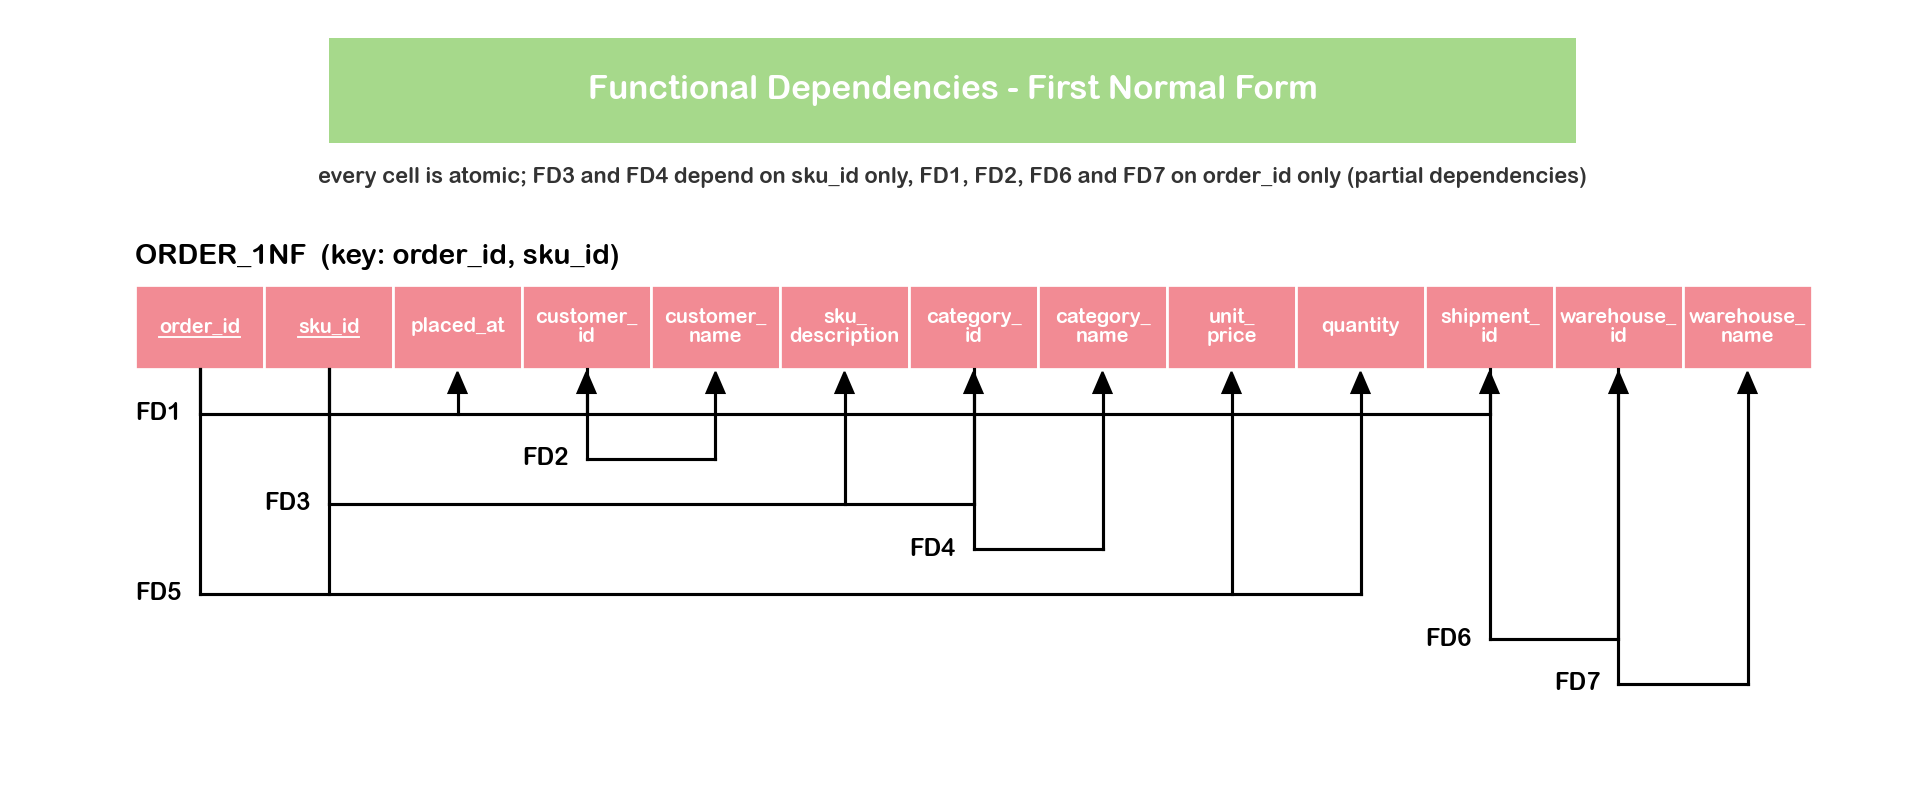 Functional Dependencies - First Normal Form
every cell is atomic; FD3 and FD4 depend on sku_id only, FD1, FD2, FD6 and FD7 on order_id only (partial dependencies)
ORDER_1NF (key: order_id, sku_id)
order_id
sku_id
placed_at
customer_
id
customer_
name
sku_
description
category_
id
category_
name
unit_
price
quantity
shipment_
id
warehouse_
id
warehouse_
name
FD1
FD2
FD3
FD4
FD5
FD6
FD7